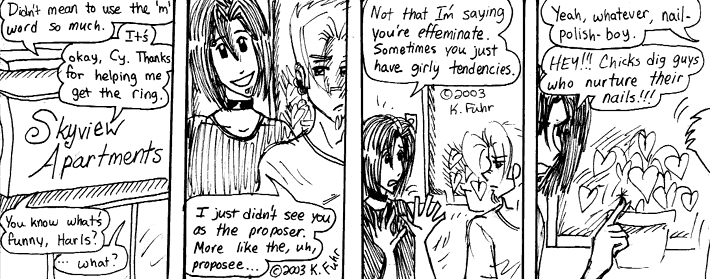 Didn't mean to use the 'm'
word so much.
It's
okay, Cy. Thanks
for helping me
get the ring.
Skyview
Apartments
You know what's
funny, Harls?
... what?
I just didn't see you
as the proposer.
More like the, uh,
proposee...
©2003 K. Fuhr
Not that I'm saying
you're effeminate.
Sometimes you just
have girly tendencies.
©2003
K. Fuhr
Yeah, whatever, nail-
polish-boy.
HEY!!! Chicks dig guys
who nurture their
nails!!!